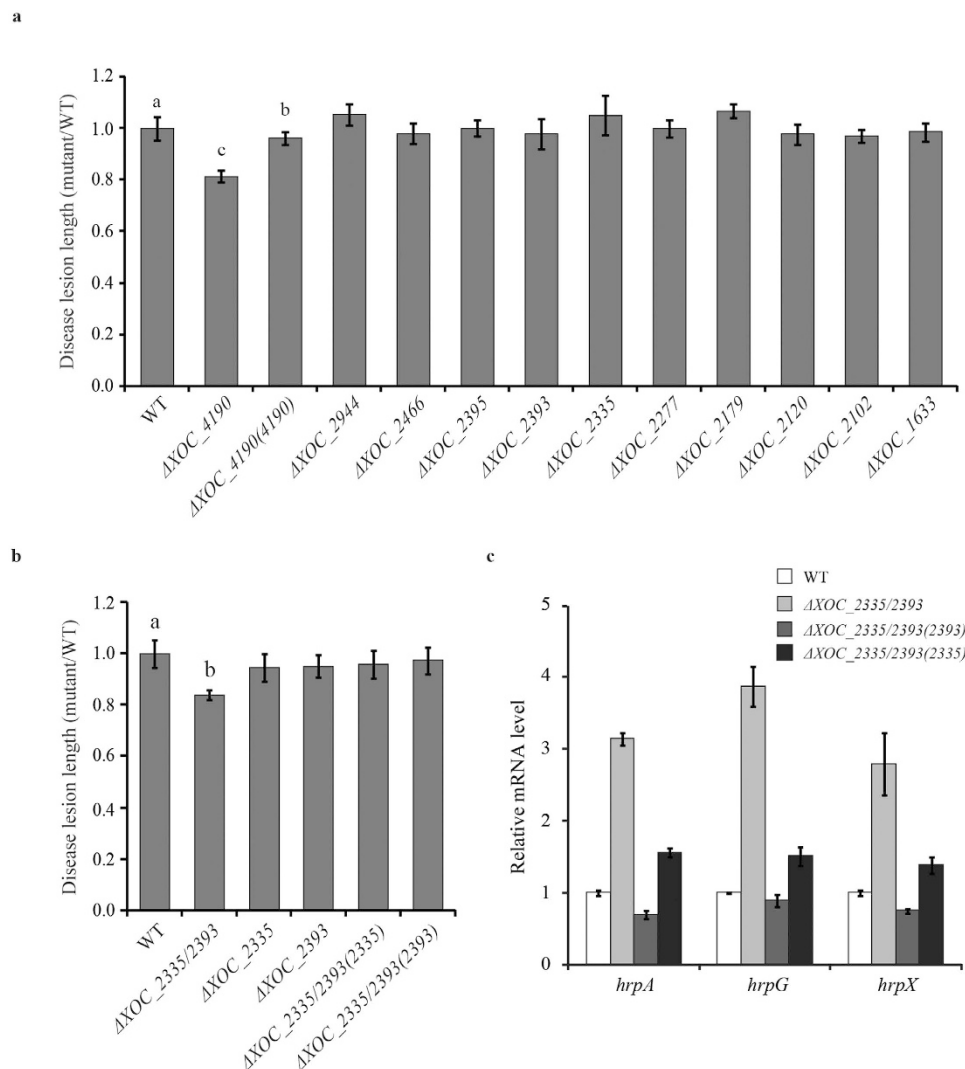 a
Disease lesion length (mutant/WT)
1.2
1.0
0.8
0.6
0.4
0.2
0.0
a
c
b
WT
ΔXOC_4190
ΔXOC_4190(4190)
ΔXOC_2944
ΔXOC_2466
ΔXOC_2395
ΔXOC_2393
ΔXOC_2335
ΔXOC_2277
ΔXOC_2179
ΔXOC_2120
ΔXOC_2102
ΔXOC_1633
b
Disease lesion length (mutant/WT)
1.2
1.0
0.8
0.6
0.4
0.2
0.0
a
b
WT
ΔXOC_2335/2393
ΔXOC_2335
ΔXOC_2393
ΔXOC_2335/2393(2335)
ΔXOC_2335/2393(2393)
c
WT
ΔXOC_2335/2393
ΔXOC_2335/2393(2393)
ΔXOC_2335/2393(2335)
Relative mRNA level
5
4
3
2
1
0
hrpA
hrpG
hrpX